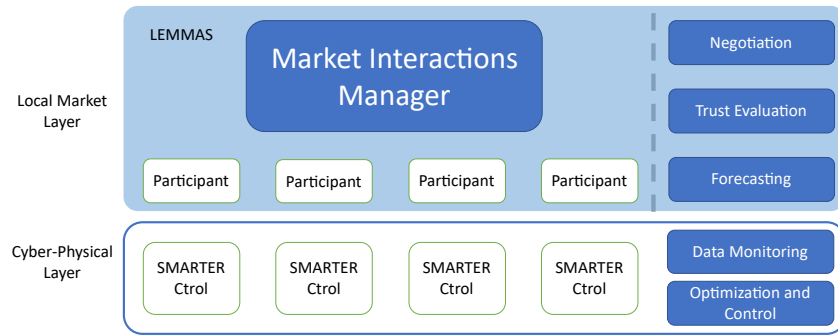 LEMMAS
Market Interactions
Manager
Negotiation
Local Market
Layer
Trust Evaluation
Participant
Participant
Participant
Participant
Forecasting
Cyber-Physical
Layer
SMARTER
Ctrol
SMARTER
Ctrol
SMARTER
Ctrol
SMARTER
Ctrol
Data Monitoring
Optimization and
Control